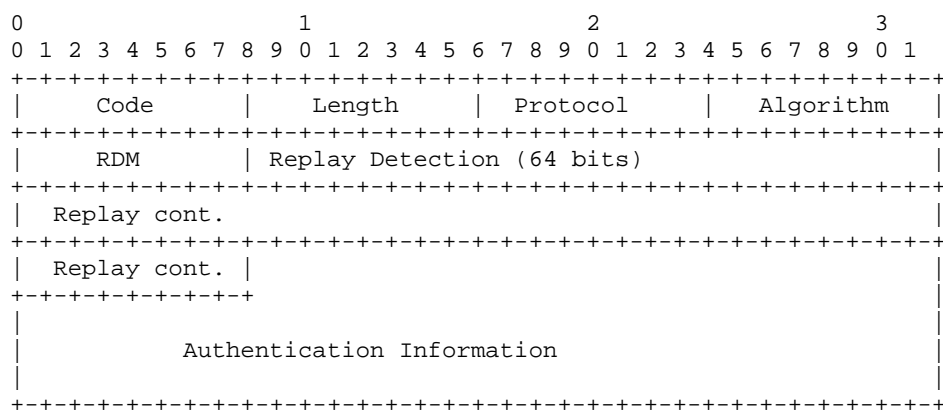 0                   1                   2                   3
0 1 2 3 4 5 6 7 8 9 0 1 2 3 4 5 6 7 8 9 0 1 2 3 4 5 6 7 8 9 0 1
+-+-+-+-+-+-+-+-+-+-+-+-+-+-+-+-+-+-+-+-+-+-+-+-+-+-+-+-+-+-+-+-+
|     Code      |    Length     |  Protocol     |   Algorithm   |
+-+-+-+-+-+-+-+-+-+-+-+-+-+-+-+-+-+-+-+-+-+-+-+-+-+-+-+-+-+-+-+-+
|     RDM       | Replay Detection (64 bits)                    |
+-+-+-+-+-+-+-+-+-+-+-+-+-+-+-+-+-+-+-+-+-+-+-+-+-+-+-+-+-+-+-+-+
|  Replay cont.                                                 |
+-+-+-+-+-+-+-+-+-+-+-+-+-+-+-+-+-+-+-+-+-+-+-+-+-+-+-+-+-+-+-+-+
|  Replay cont. |                                               |
+-+-+-+-+-+-+-+-+                                               |
|                                                               |
|           Authentication Information                          |
|                                                               |
+-+-+-+-+-+-+-+-+-+-+-+-+-+-+-+-+-+-+-+-+-+-+-+-+-+-+-+-+-+-+-+-+